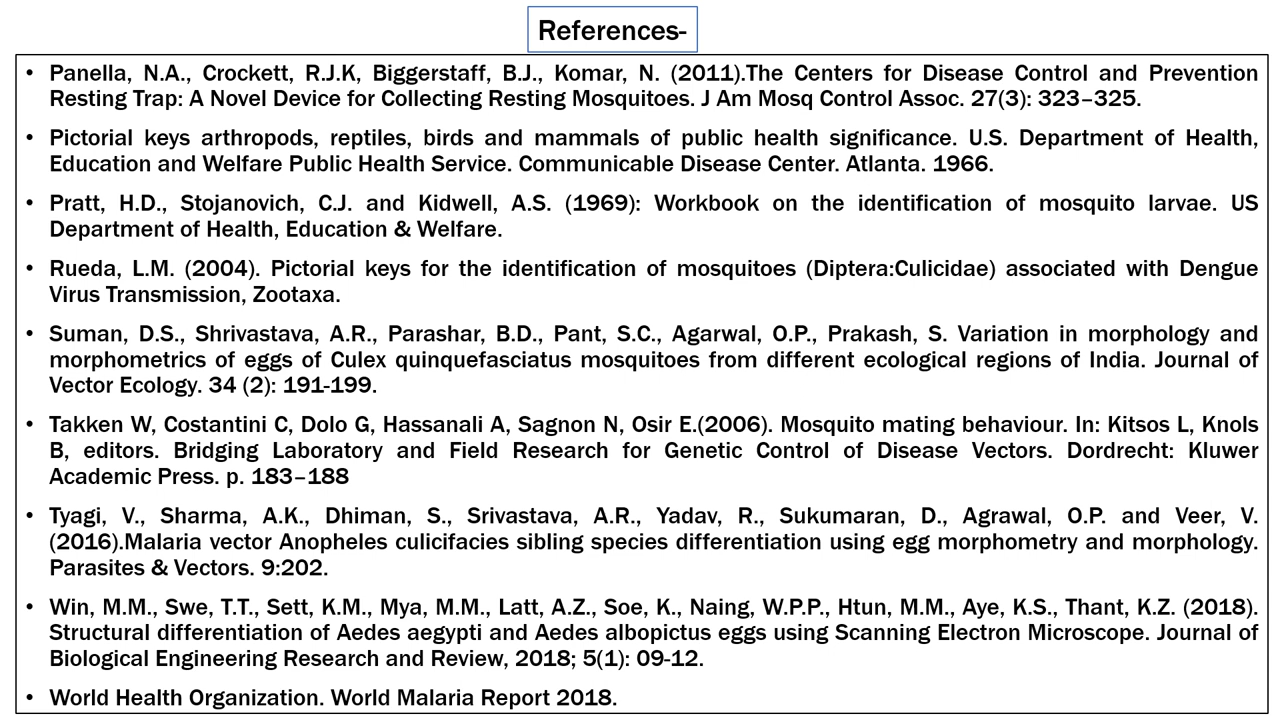 References-
• Panella, N.A., Crockett, R.J.K, Biggerstaff, B.J., Komar, N. (2011).The Centers for Disease Control and Prevention
Resting Trap: A Novel Device for Collecting Resting Mosquitoes. J Am Mosq Control Assoc. 27(3): 323–325.
• Pictorial keys arthropods, reptiles, birds and mammals of public health significance. U.S. Department of Health,
Education and Welfare Public Health Service. Communicable Disease Center. Atlanta. 1966.
• Pratt, H.D., Stojanovich, C.J. and Kidwell, A.S. (1969): Workbook on the identification of mosquito larvae. US
Department of Health, Education & Welfare.
• Rueda, L.M. (2004). Pictorial keys for the identification of mosquitoes (Diptera:Culicidae) associated with Dengue
Virus Transmission, Zootaxa.
• Suman, D.S., Shrivastava, A.R., Parashar, B.D., Pant, S.C., Agarwal, O.P., Prakash, S. Variation in morphology and
morphometrics of eggs of Culex quinquefasciatus mosquitoes from different ecological regions of India. Journal of
Vector Ecology. 34 (2): 191-199.
• Takken W, Costantini C, Dolo G, Hassanali A, Sagnon N, Osir E.(2006). Mosquito mating behaviour. In: Kitsos L, Knols
B, editors. Bridging Laboratory and Field Research for Genetic Control of Disease Vectors. Dordrecht: Kluwer
Academic Press. p. 183–188
• Tyagi, V., Sharma, A.K., Dhiman, S., Srivastava, A.R., Yadav, R., Sukumaran, D., Agrawal, O.P. and Veer, V.
(2016).Malaria vector Anopheles culicifacies sibling species differentiation using egg morphometry and morphology.
Parasites & Vectors. 9:202.
• Win, M.M., Swe, T.T., Sett, K.M., Mya, M.M., Latt, A.Z., Soe, K., Naing, W.P.P., Htun, M.M., Aye, K.S., Thant, K.Z. (2018).
Structural differentiation of Aedes aegypti and Aedes albopictus eggs using Scanning Electron Microscope. Journal of
Biological Engineering Research and Review, 2018; 5(1): 09-12.
• World Health Organization. World Malaria Report 2018.